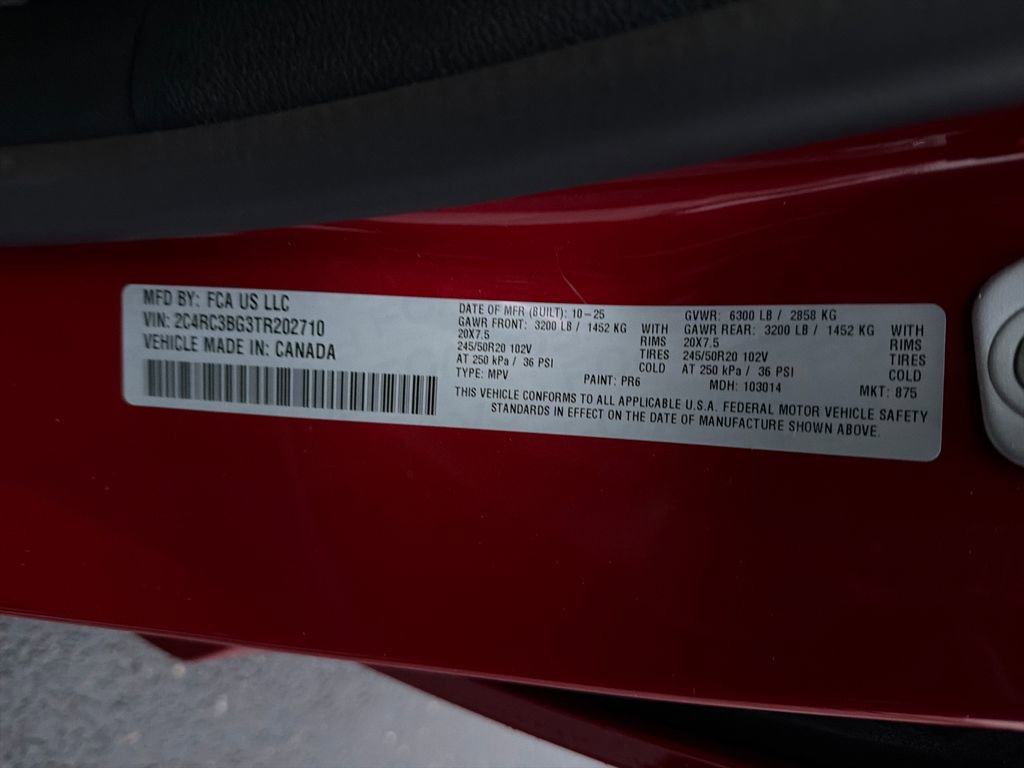 MFD BY: FCA US LLC
VIN: 2C4RC3BG3TR202710
VEHICLE MADE IN: CANADA
DATE OF MFR (BUILT): 10-25
GAWR FRONT: 3200 LB / 1452 KG WITH
20X7.5 RIMS
245/50R20 102V TIRES
AT 250 kPa / 36 PSI COLD
TYPE: MPV PAINT: PR6
GVWR: 6300 LB / 2858 KG
GAWR REAR: 3200 LB / 1452 KG WITH
20X7.5 RIMS
245/50R20 102V TIRES
AT 250 kPa / 36 PSI COLD
MDH: 103014 MKT: 875
THIS VEHICLE CONFORMS TO ALL APPLICABLE U.S.A. FEDERAL MOTOR VEHICLE SAFETY
STANDARDS IN EFFECT ON THE DATE OF MANUFACTURE SHOWN ABOVE.